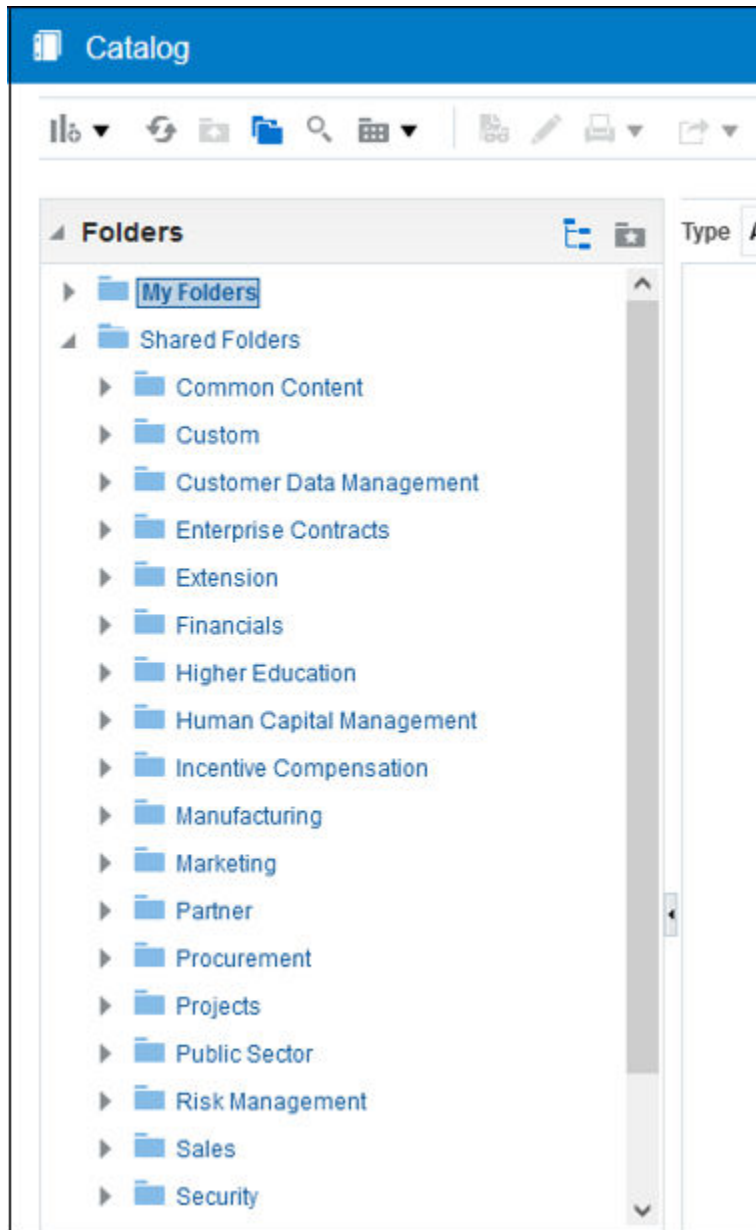 Catalog
Folders
Type
My Folders
Shared Folders
Common Content
Custom
Customer Data Management
Enterprise Contracts
Extension
Financials
Higher Education
Human Capital Management
Incentive Compensation
Manufacturing
Marketing
Partner
Procurement
Projects
Public Sector
Risk Management
Sales
Security